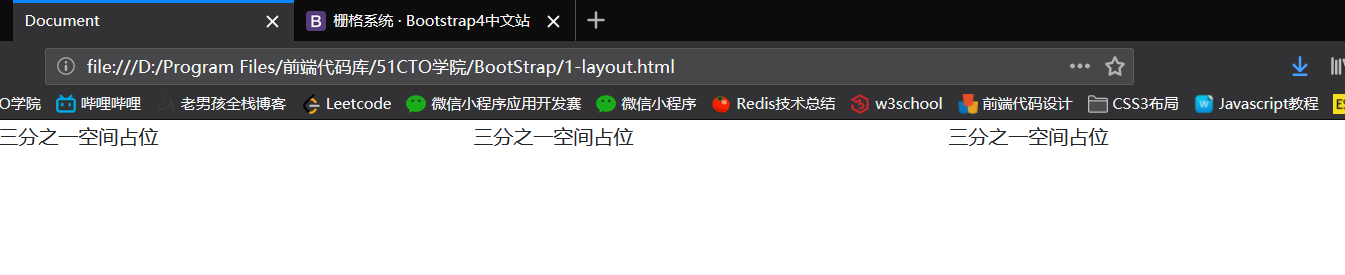 Document
B 栅格系统 · Bootstrap4中文站
file:///D:/Program Files/前端代码库/51CTO学院/BootStrap/1-layout.html
O学院 哔哩哔哩 老男孩全栈博客 Leetcode 微信小程序应用开发赛 微信小程序 Redis技术总结 w3school 前端代码设计 CSS3布局 Javascript教程 ES
三分之一空间占位 三分之一空间占位 三分之一空间占位